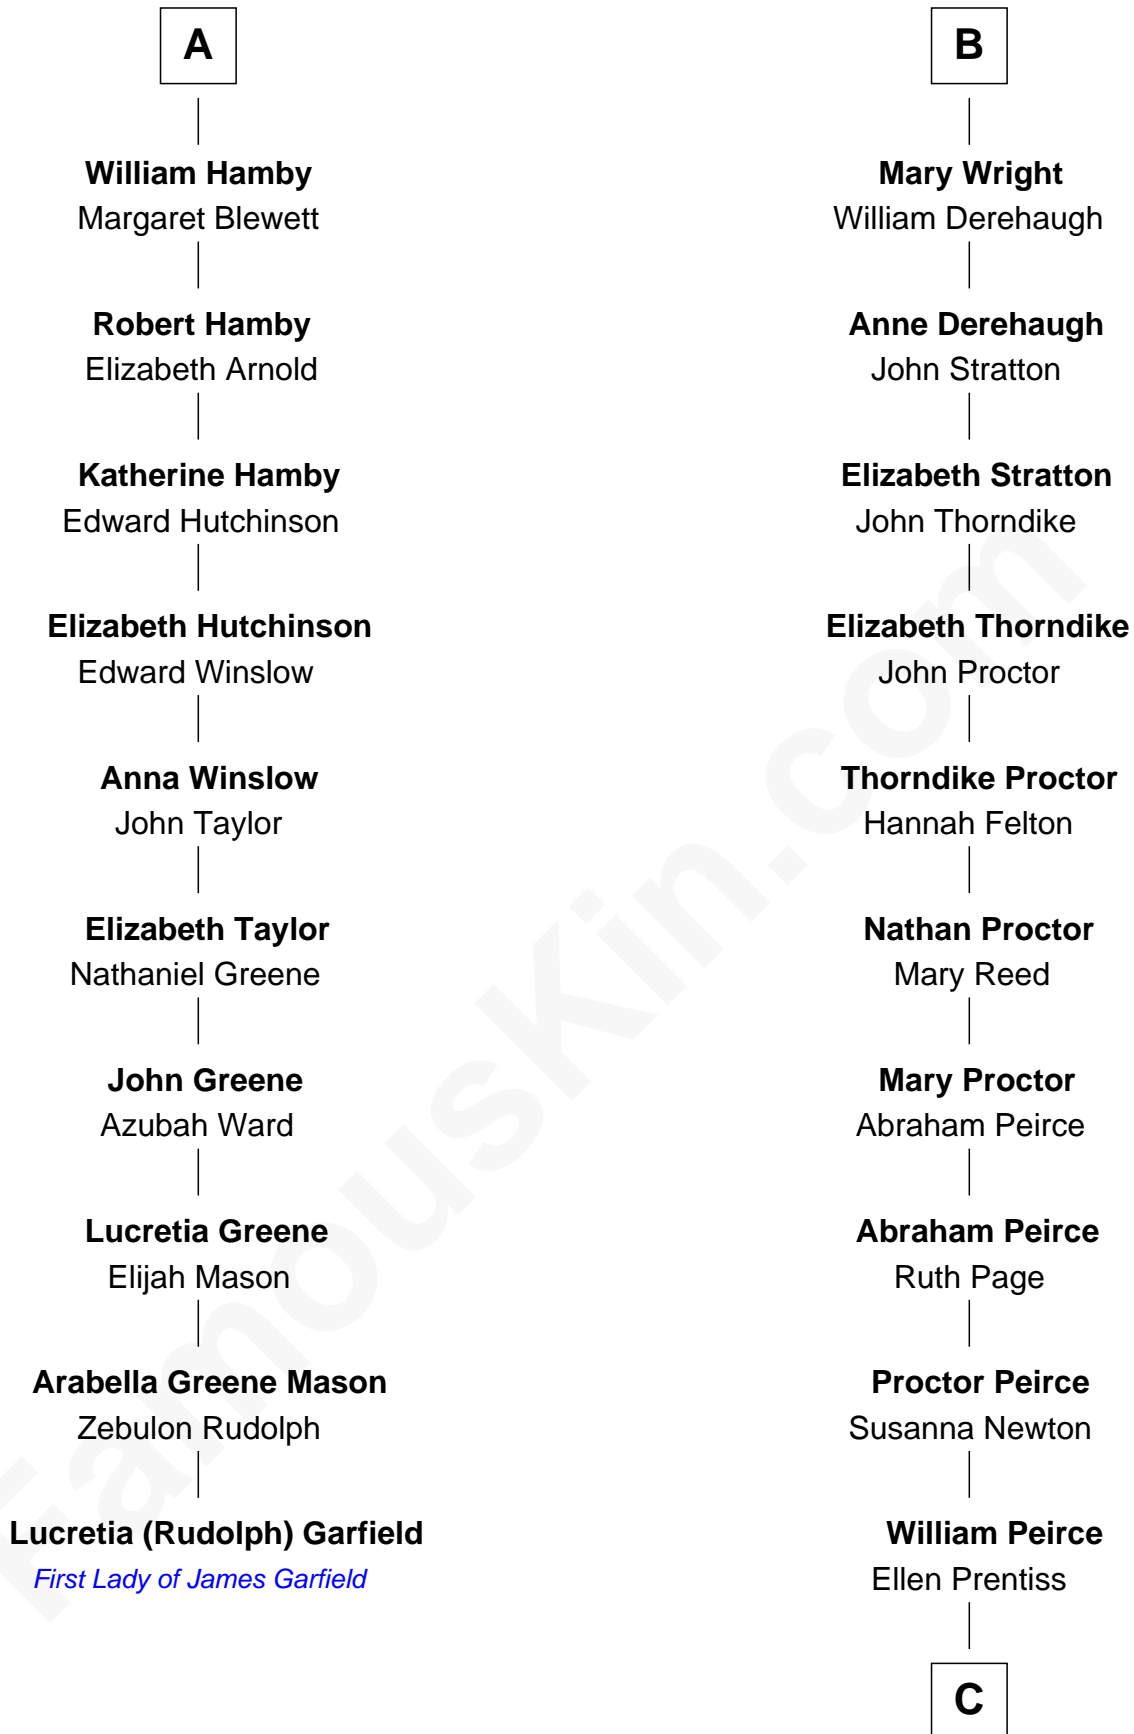 A
William Hamby
Margaret Blewett
Robert Hamby
Elizabeth Arnold
Katherine Hamby
Edward Hutchinson
Elizabeth Hutchinson
Edward Winslow
Anna Winslow
John Taylor
Elizabeth Taylor
Nathaniel Greene
John Greene
Azubah Ward
Lucretia Greene
Elijah Mason
Arabella Greene Mason
Zebulon Rudolph
Lucretia (Rudolph) Garfield
First Lady of James Garfield
B
Mary Wright
William Derehaugh
Anne Derehaugh
John Stratton
Elizabeth Stratton
John Thorndike
Elizabeth Thorndike
John Proctor
Thorndike Proctor
Hannah Felton
Nathan Proctor
Mary Reed
Mary Proctor
Abraham Peirce
Abraham Peirce
Ruth Page
Proctor Peirce
Susanna Newton
William Peirce
Ellen Prentiss
C
FamousKin.com